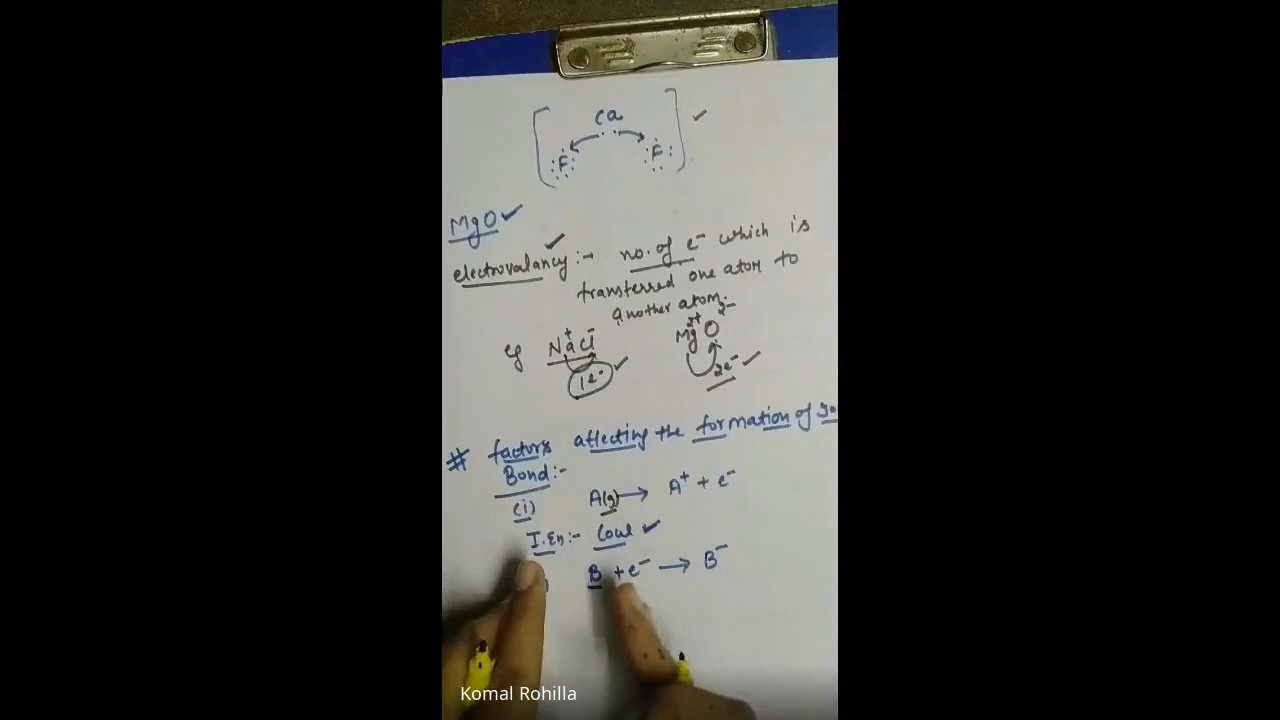 Ca
:F: F:
MgO
electrovalancy :→ no. of e⁻ which is
transferred one atom to
another atom.
eg Na⁺Cl⁻ Mg²⁺O²⁻
1e⁻ 2e⁻
# factors affecting the formation of
Bond:-
(i) A(g) → A⁺ + e⁻
I.En:- Low
B + e⁻ → B⁻
Komal Rohilla